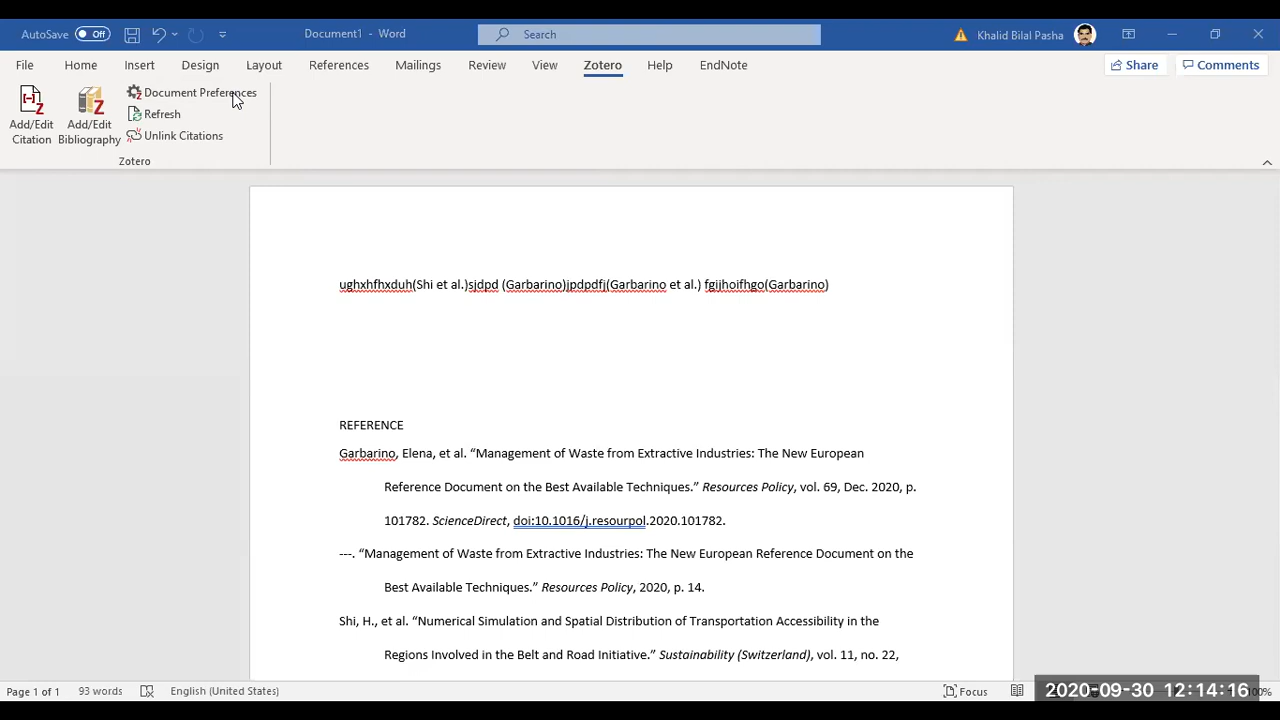 AutoSave Off Document1 - Word Search Khalid Bilal Pasha
File Home Insert Design Layout References Mailings Review View Zotero Help EndNote Share Comments
Add/Edit Citation
Add/Edit Bibliography
Document Preferences
Refresh
Unlink Citations
Zotero
ughxhfhxduh(Shi et al.)sjdpd (Garbarino)jpdpdfj(Garbarino et al.) fgijhoifhgo(Garbarino)
REFERENCE
Garbarino, Elena, et al. “Management of Waste from Extractive Industries: The New European
Reference Document on the Best Available Techniques.” Resources Policy, vol. 69, Dec. 2020, p.
101782. ScienceDirect, doi:10.1016/j.resourpol.2020.101782.
---. “Management of Waste from Extractive Industries: The New European Reference Document on the
Best Available Techniques.” Resources Policy, 2020, p. 14.
Shi, H., et al. “Numerical Simulation and Spatial Distribution of Transportation Accessibility in the
Regions Involved in the Belt and Road Initiative.” Sustainability (Switzerland), vol. 11, no. 22,
Page 1 of 1 93 words English (United States) Focus 2020-09-30 12:14:16 100%